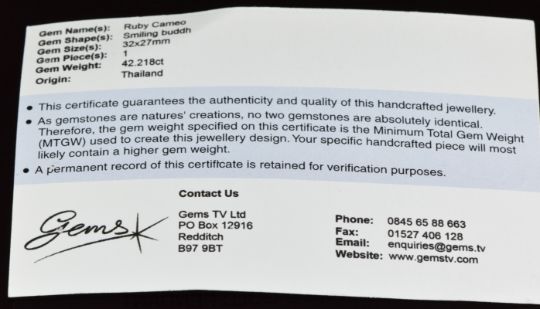 Gem Name(s): Ruby Cameo
Gem Shape(s): Smiling buddh
Gem Size(s): 32x27mm
Gem Piece(s): 1
Gem Weight: 42.218ct
Origin: Thailand
• This certificate guarantees the authenticity and quality of this handcrafted jewellery.
• As gemstones are natures' creations, no two gemstones are absolutely identical.
Therefore, the gem weight specified on this certificate is the Minimum Total Gem Weight
(MTGW) used to create this jewellery design. Your specific handcrafted piece will most
likely contain a higher gem weight.
• A permanent record of this certificate is retained for verification purposes.
Contact Us
Gems
Gems TV Ltd
PO Box 12916
Redditch
B97 9BT
Phone: 0845 65 88 663
Fax: 01527 406 128
Email: enquiries@gems.tv
Website: www.gemstv.com